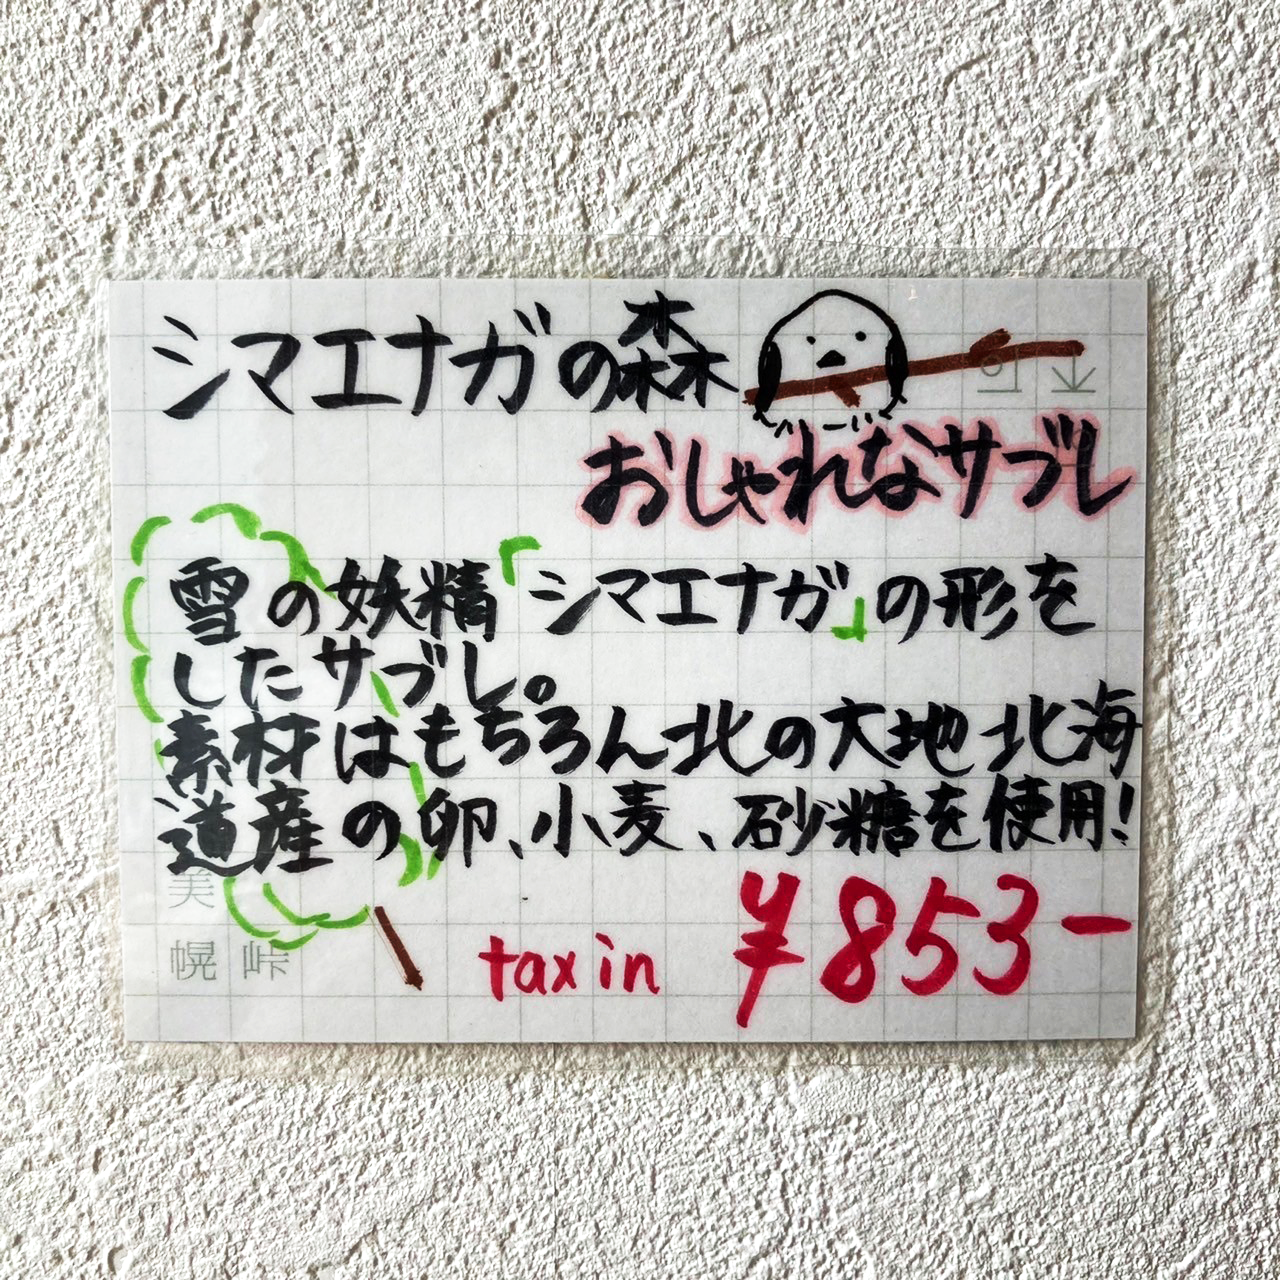 シマエナガの森
おしゃれなサブレ
雪の妖精「シマエナガ」の形を
したサブレ。
素材はもちろん北の大地北海
道産の卵、小麦、砂糖を使用!
美
幌峠
tax in ¥853-